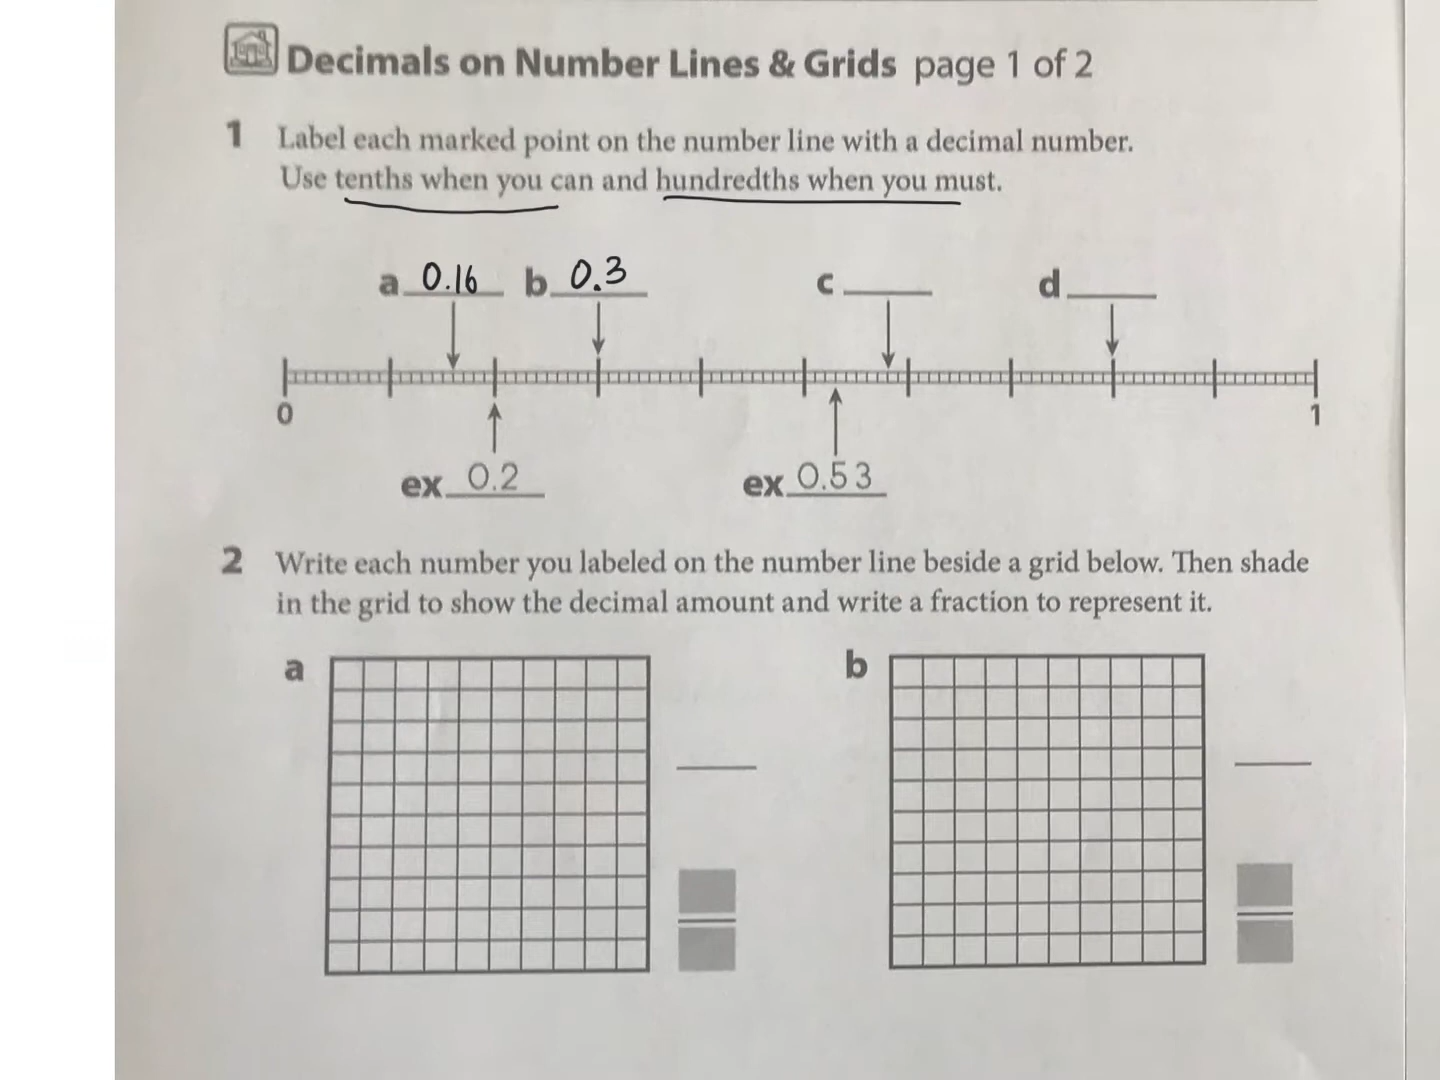 Decimals on Number Lines & Grids page 1 of 2
1 Label each marked point on the number line with a decimal number.
Use tenths when you can and hundredths when you must.
a 0.16 b 0.3 c d
0 1
ex 0.2 ex 0.53
2 Write each number you labeled on the number line beside a grid below. Then shade
in the grid to show the decimal amount and write a fraction to represent it.
a b